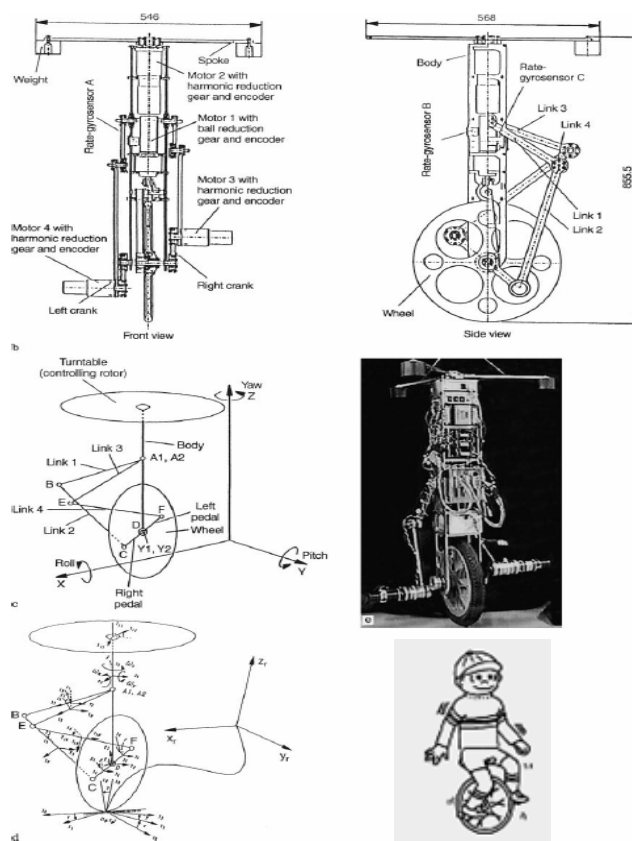 546
Spoke
Weight
Motor 2 with
harmonic reduction
gear and encoder
Rate-gyrosensor A
Motor 1 with
ball reduction
gear and encoder
Motor 3 with
harmonic reduction
gear and encoder
Motor 4 with
harmonic reduction
gear and encoder
Left crank
Right crank
Front view
568
Body
Rate-
gyrosensor C
Link 3
Link 4
Rate-gyrosensor B
Link 1
Link 2
Wheel
855.5
Side view
b
Turntable
(controlling rotor)
Yaw
Z
Body
Link 3
Link 1
A1, A2
B
E
Link 4
Link 2
Left
pedal
F
D
Wheel
C
Y1, Y2
Roll
X
Right
pedal
Pitch
Y
c
e
A1, A2
B
E
F
C
zr
xr
yr
d